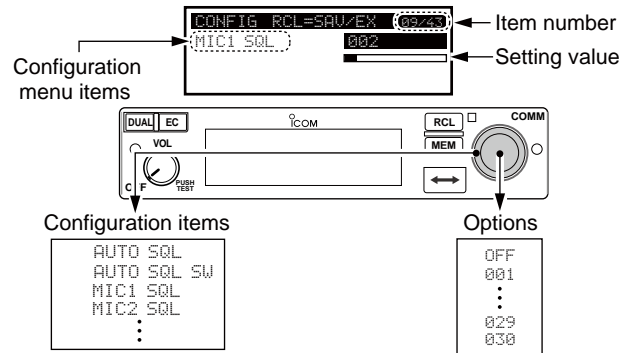 CONFIG RCL=SAV/EX 09/43
Item number
MIC1 SQL 002
Setting value
Configuration
menu items
DUAL EC
ICOM
RCL
COMM
VOL
MEM
OFF
PUSH
TEST
Configuration items
Options
AUTO SQL
AUTO SQL SW
MIC1 SQL
MIC2 SQL
OFF
001
029
030